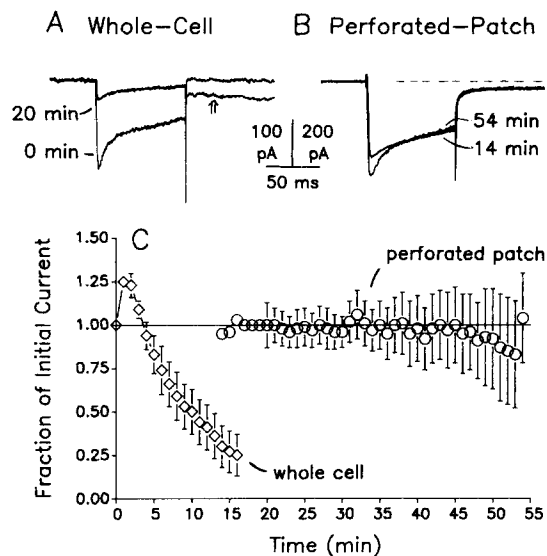 A Whole-Cell
B Perforated-Patch
20 min
0 min
100 pA
200 pA
50 ms
54 min
14 min
C
perforated patch
whole cell
Fraction of Initial Current
1.50
1.25
1.00
0.75
0.50
0.25
0.00
0 5 10 15 20 25 30 35 40 45 50 55
Time (min)